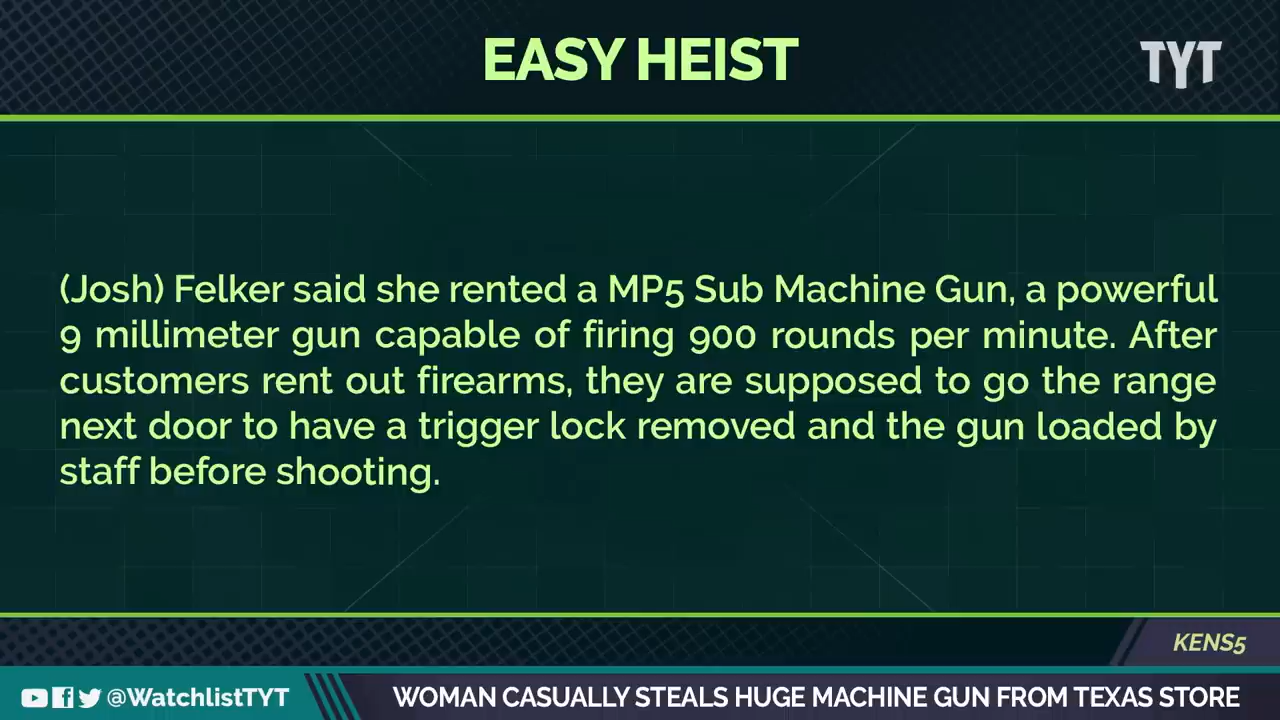 EASY HEIST
TYT
(Josh) Felker said she rented a MP5 Sub Machine Gun, a powerful
9 millimeter gun capable of firing 900 rounds per minute. After
customers rent out firearms, they are supposed to go the range
next door to have a trigger lock removed and the gun loaded by
staff before shooting.
KENS5
@WatchlistTYT
WOMAN CASUALLY STEALS HUGE MACHINE GUN FROM TEXAS STORE